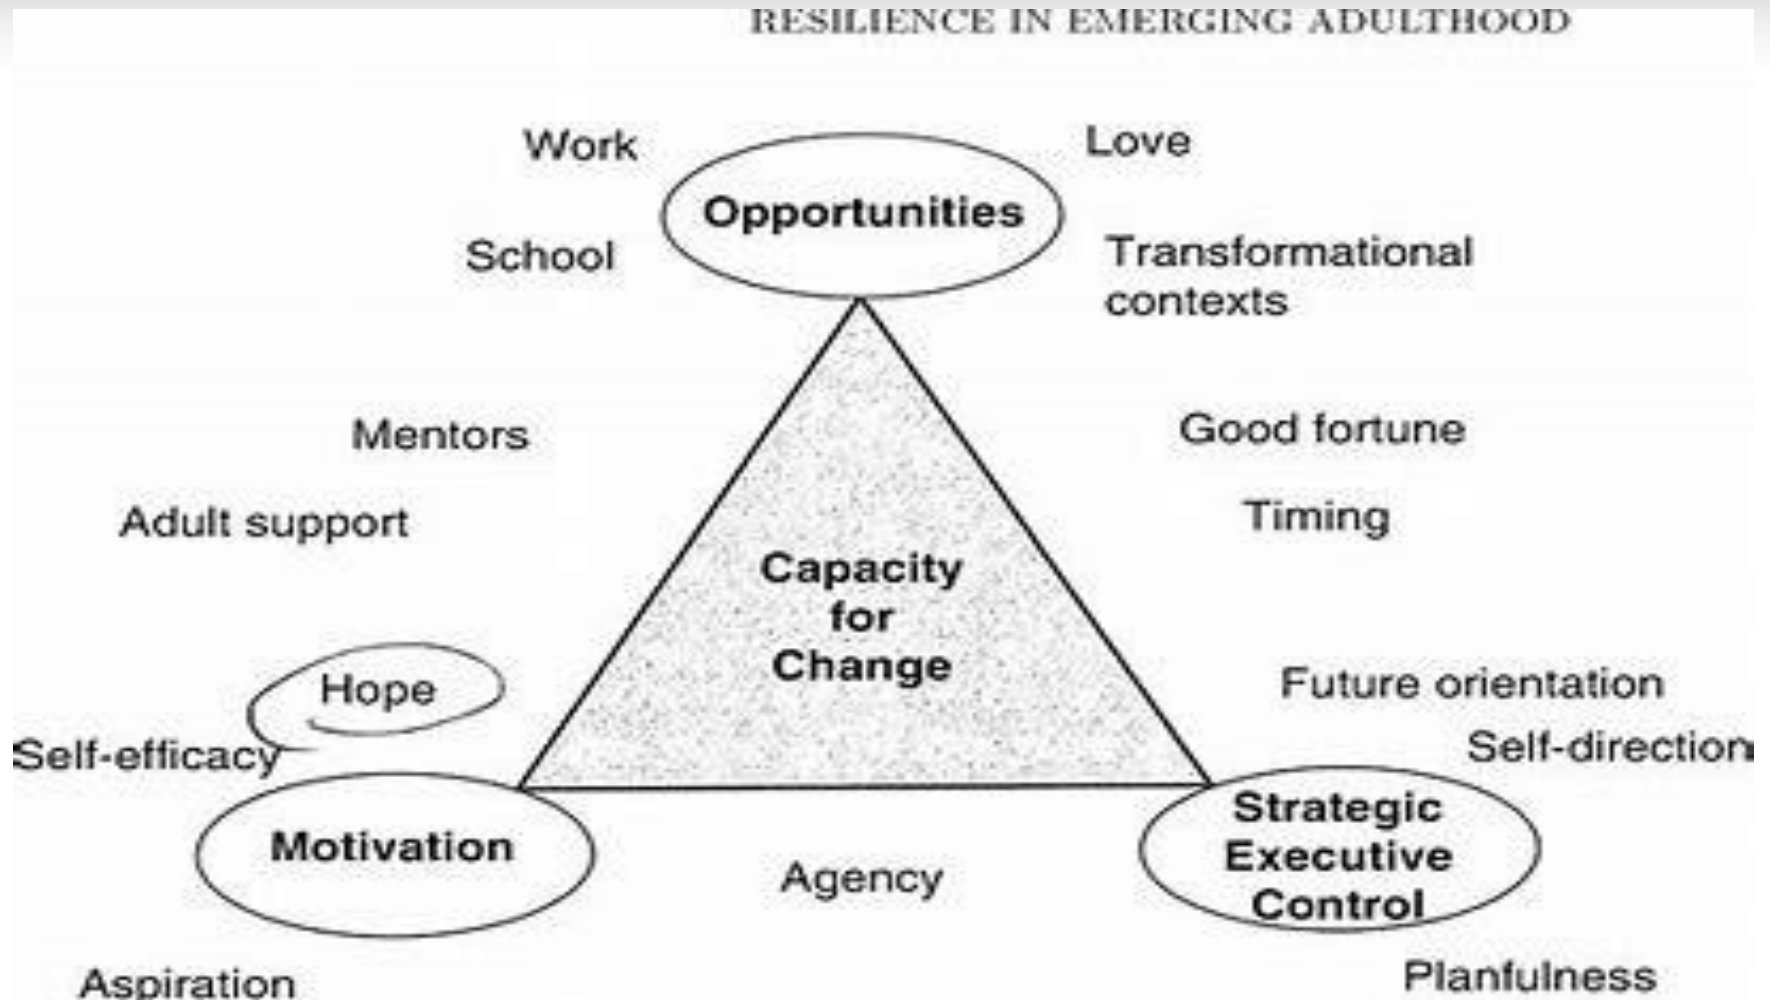 RESILIENCE IN EMERGING ADULTHOOD
Work
Love
Opportunities
School
Transformational
contexts
Mentors
Good fortune
Adult support
Timing
Capacity
for
Change
Hope
Future orientation
Self-efficacy
Self-direction
Motivation
Strategic
Executive
Control
Agency
Aspiration
Planfulness